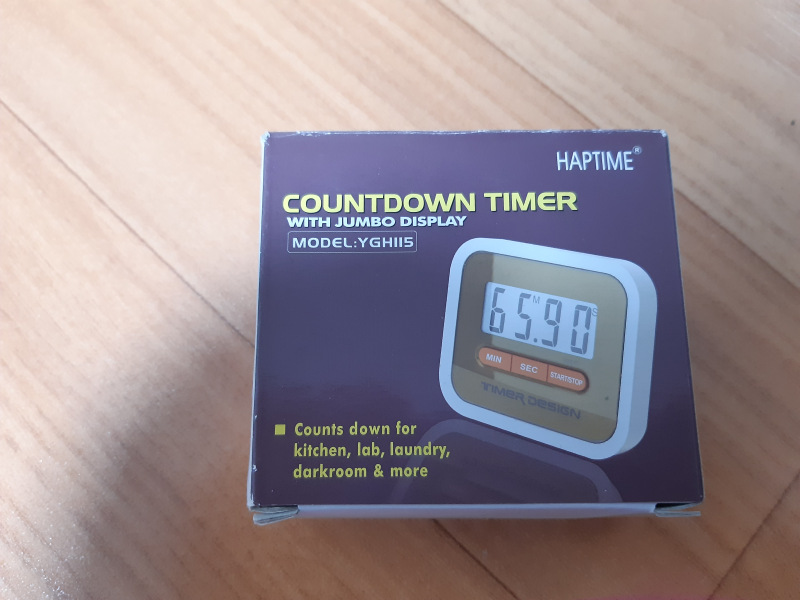 HAPTIME®
COUNTDOWN TIMER
WITH JUMBO DISPLAY
MODEL:YGH115
65.90
M
S
MIN
SEC
START/STOP
TIMER DESIGN
Counts down for
kitchen, lab, laundry,
darkroom & more